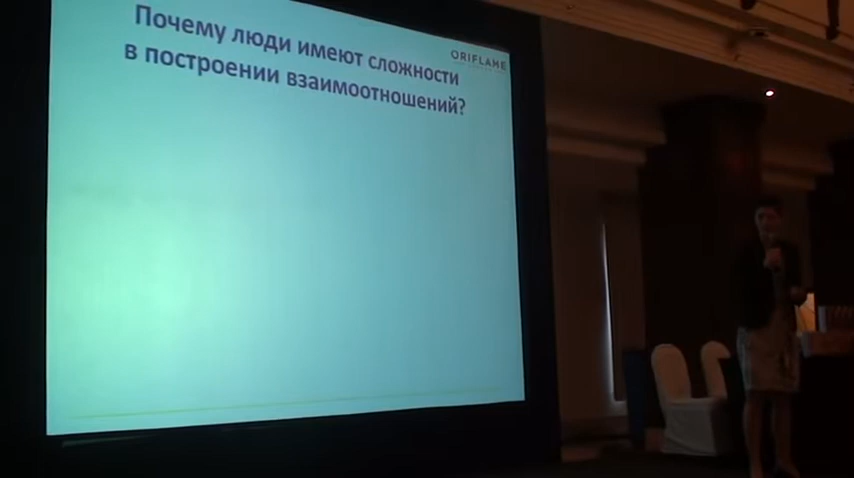 Почему люди имеют сложности
в построении взаимоотношений?
ORIFLAME